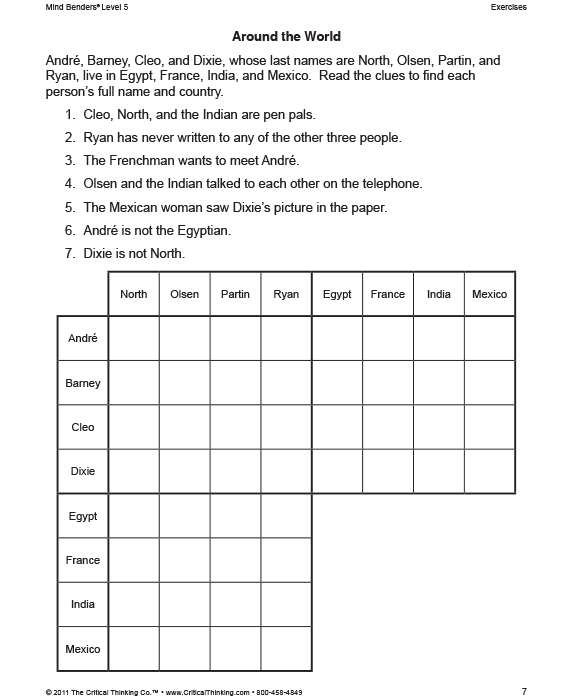 Mind Benders® Level 5
Exercises
Around the World
André, Barney, Cleo, and Dixie, whose last names are North, Olsen, Partin, and
Ryan, live in Egypt, France, India, and Mexico.  Read the clues to find each
person's full name and country.
1.  Cleo, North, and the Indian are pen pals.
2.  Ryan has never written to any of the other three people.
3.  The Frenchman wants to meet André.
4.  Olsen and the Indian talked to each other on the telephone.
5.  The Mexican woman saw Dixie's picture in the paper.
6.  André is not the Egyptian.
7.  Dixie is not North.
North Olsen Partin Ryan Egypt France India Mexico
André
Barney
Cleo
Dixie
Egypt
France
India
Mexico
© 2011 The Critical Thinking Co.™ • www.CriticalThinking.com • 800-458-4849
7